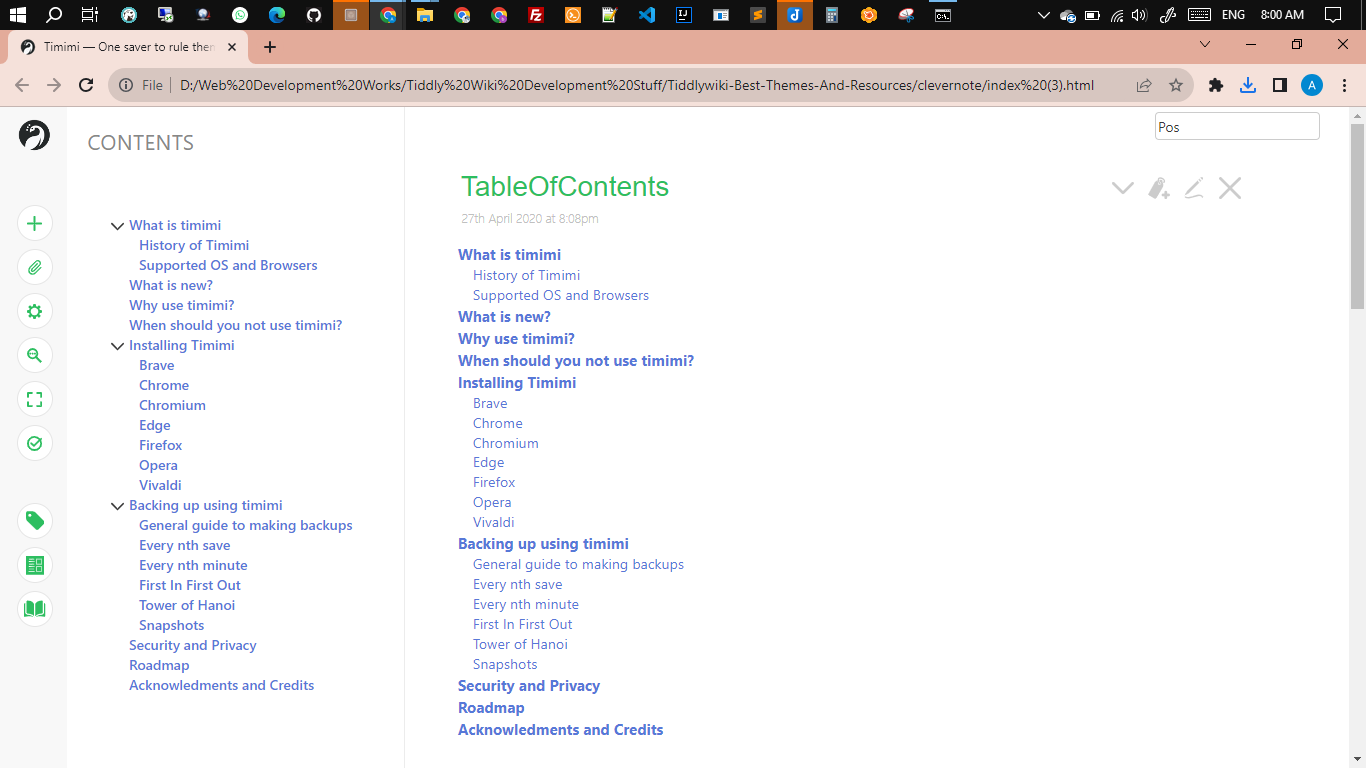 ENG 8:00 AM
Timimi — One saver to rule then
File D:/Web%20Development%20Works/Tiddly%20Wiki%20Development%20Stuff/Tiddlywiki-Best-Themes-And-Resources/clevernote/index%20(3).html
A
CONTENTS
What is timimi
History of Timimi
Supported OS and Browsers
What is new?
Why use timimi?
When should you not use timimi?
Installing Timimi
Brave
Chrome
Chromium
Edge
Firefox
Opera
Vivaldi
Backing up using timimi
General guide to making backups
Every nth save
Every nth minute
First In First Out
Tower of Hanoi
Snapshots
Security and Privacy
Roadmap
Acknowledments and Credits
Pos
TableOfContents
27th April 2020 at 8:08pm
What is timimi
History of Timimi
Supported OS and Browsers
What is new?
Why use timimi?
When should you not use timimi?
Installing Timimi
Brave
Chrome
Chromium
Edge
Firefox
Opera
Vivaldi
Backing up using timimi
General guide to making backups
Every nth save
Every nth minute
First In First Out
Tower of Hanoi
Snapshots
Security and Privacy
Roadmap
Acknowledments and Credits